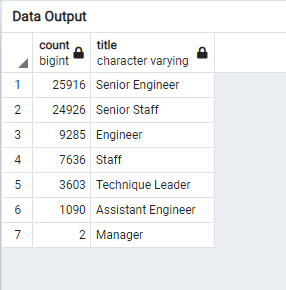 Data Output
count title
bigint character varying
1 25916 Senior Engineer
2 24926 Senior Staff
3 9285 Engineer
4 7636 Staff
5 3603 Technique Leader
6 1090 Assistant Engineer
7 2 Manager